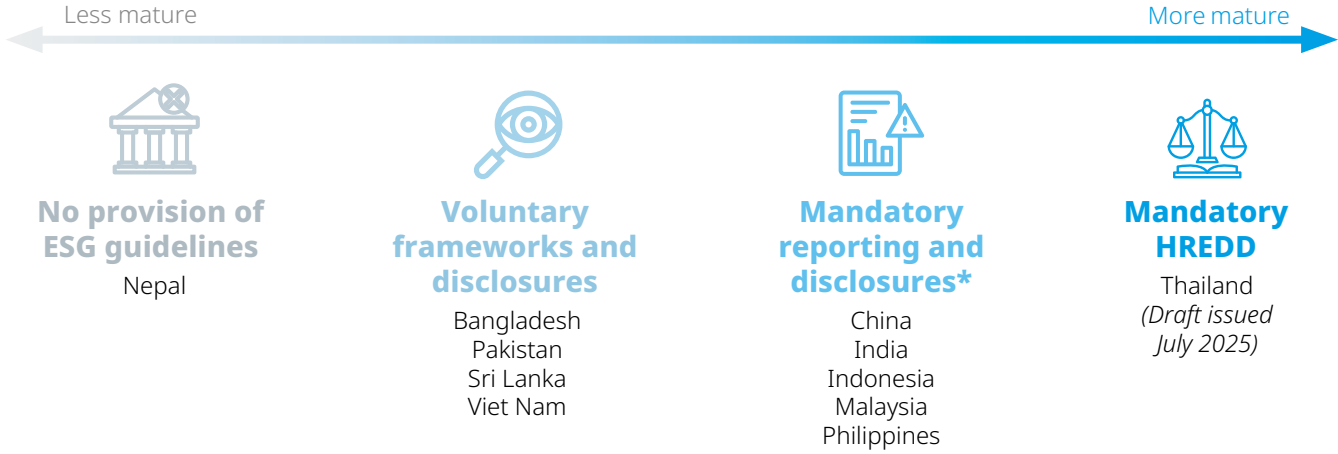 Less mature
More mature
No provision of
ESG guidelines
Nepal
Voluntary
frameworks and
disclosures
Bangladesh
Pakistan
Sri Lanka
Viet Nam
Mandatory
reporting and
disclosures*
China
India
Indonesia
Malaysia
Philippines
Mandatory
HREDD
Thailand
(Draft issued
July 2025)